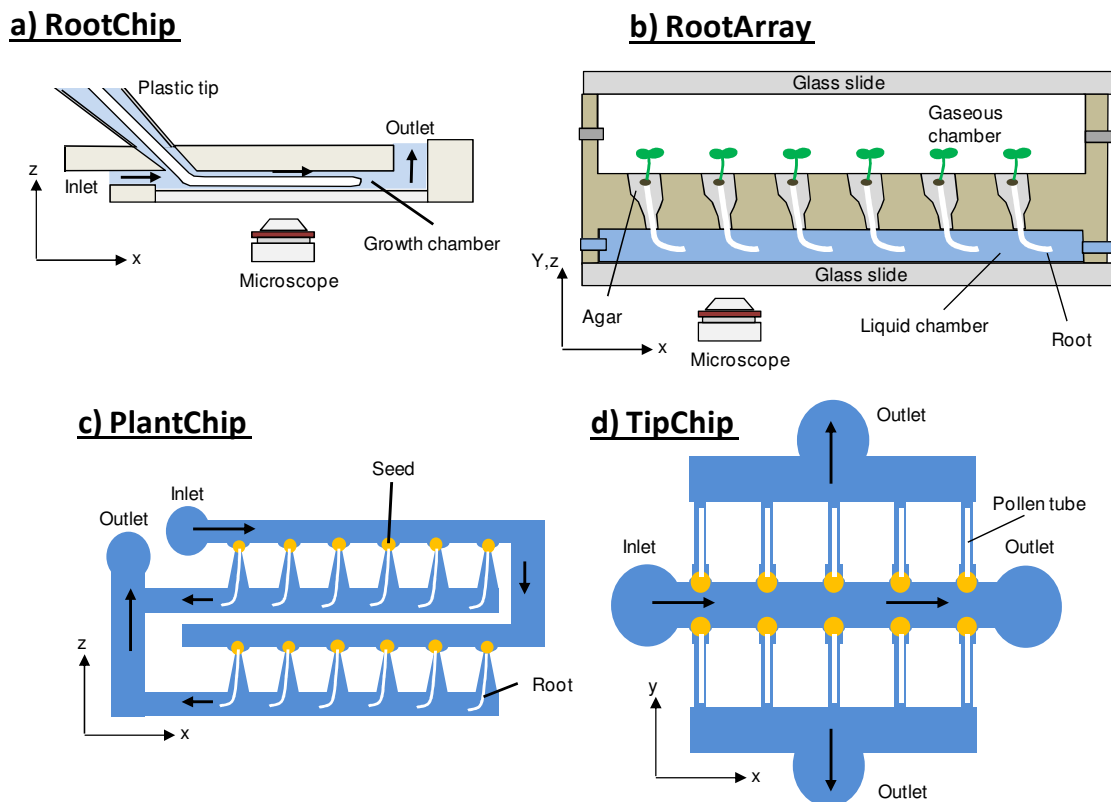 a) RootChip
Plastic tip
Outlet
z
Inlet
Growth chamber
x
Microscope
b) RootArray
Glass slide
Gaseous
chamber
Glass slide
Y,z
Agar
Liquid chamber
Root
x
Microscope
c) PlantChip
Seed
Inlet
Outlet
z
Root
x
d) TipChip
Outlet
Pollen tube
Inlet
Outlet
y
x
Outlet